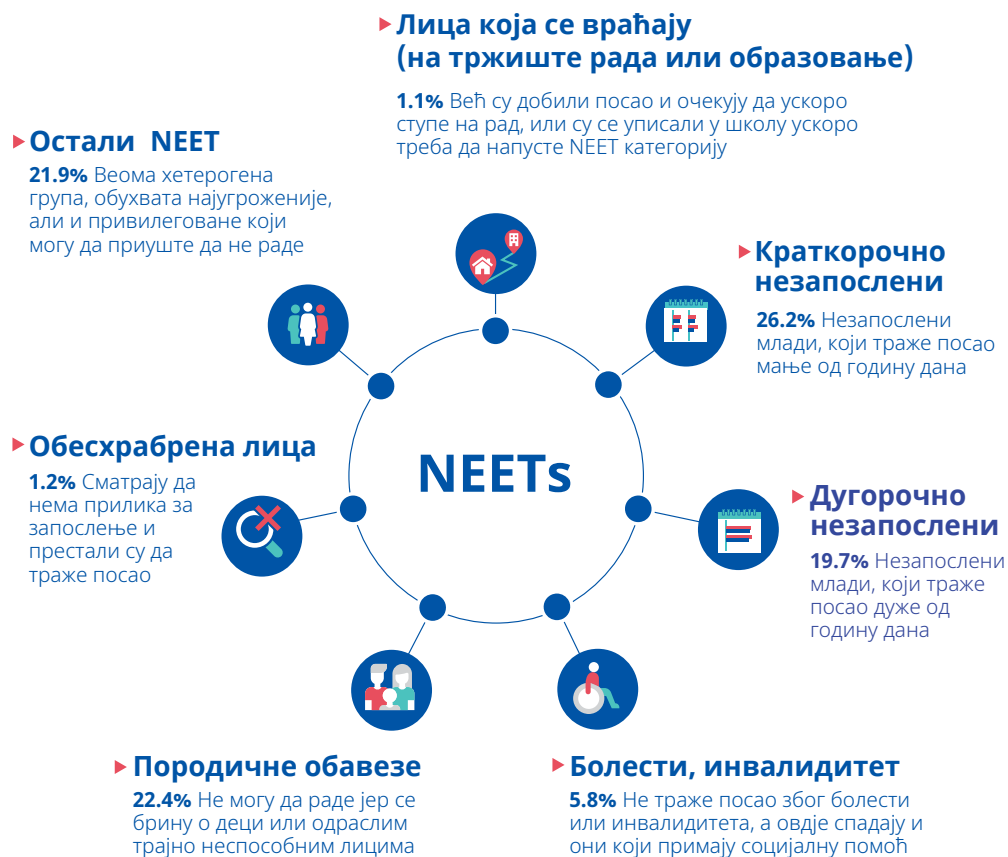 Лица која се враћају
(на тржиште рада или образовање)
1.1% Већ су добили посао и очекују да ускоро
ступе на рад, или су се уписали у школу ускоро
треба да напусте NEET категорију
Остали NEET
21.9% Веома хетерогена
група, обухвата најугроженије,
али и привилеговане који
могу да приуште да не раде
Краткорочно
незапослени
26.2% Незапослени
млади, који траже посао
мање од годину дана
NEETs
Обесхрабрена лица
1.2% Сматрају да
нема прилика за
запослење и
престали су да
траже посао
Дугорочно
незапослени
19.7% Незапослени
млади, који траже
посао дуже од
годину дана
Породичне обавезе
22.4% Не могу да раде јер се
брину о деци или одраслим
трајно неспособним лицима
Болести, инвалидитет
5.8% Не траже посао због болести
или инвалидитета, а овдје спадају и
они који примају социјалну помоћ